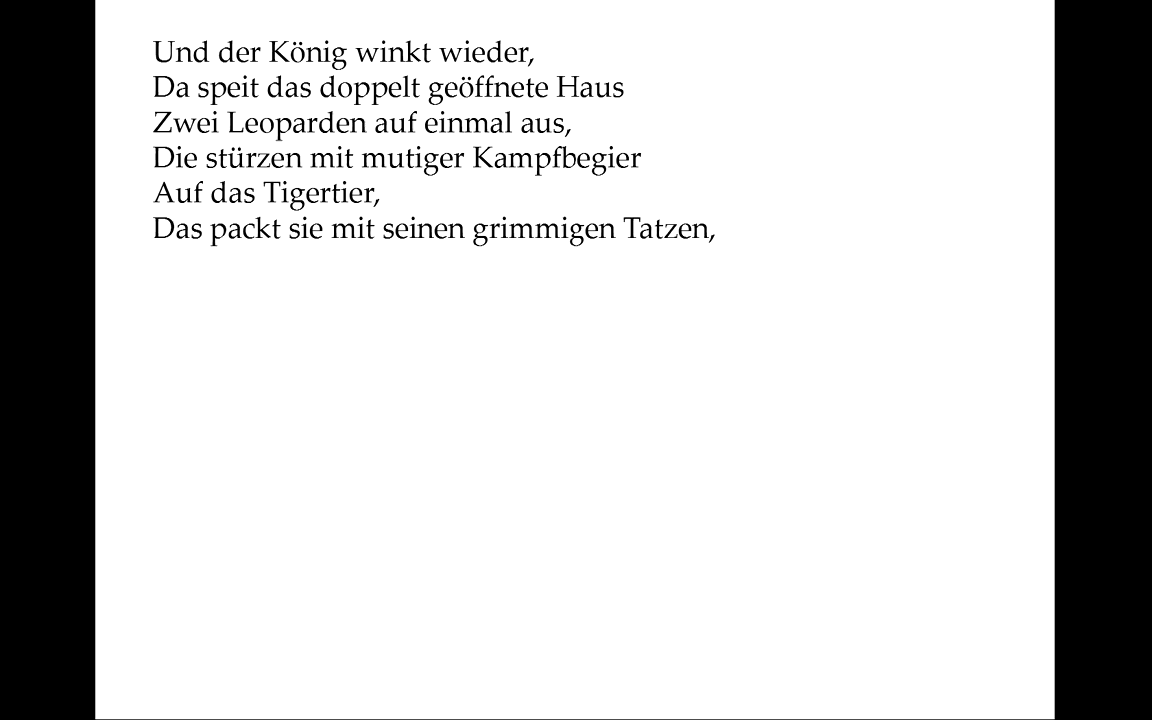 Und der König winkt wieder,
Da speit das doppelt geöffnete Haus
Zwei Leoparden auf einmal aus,
Die stürzen mit mutiger Kampfbegier
Auf das Tigertier,
Das packt sie mit seinen grimmigen Tatzen,